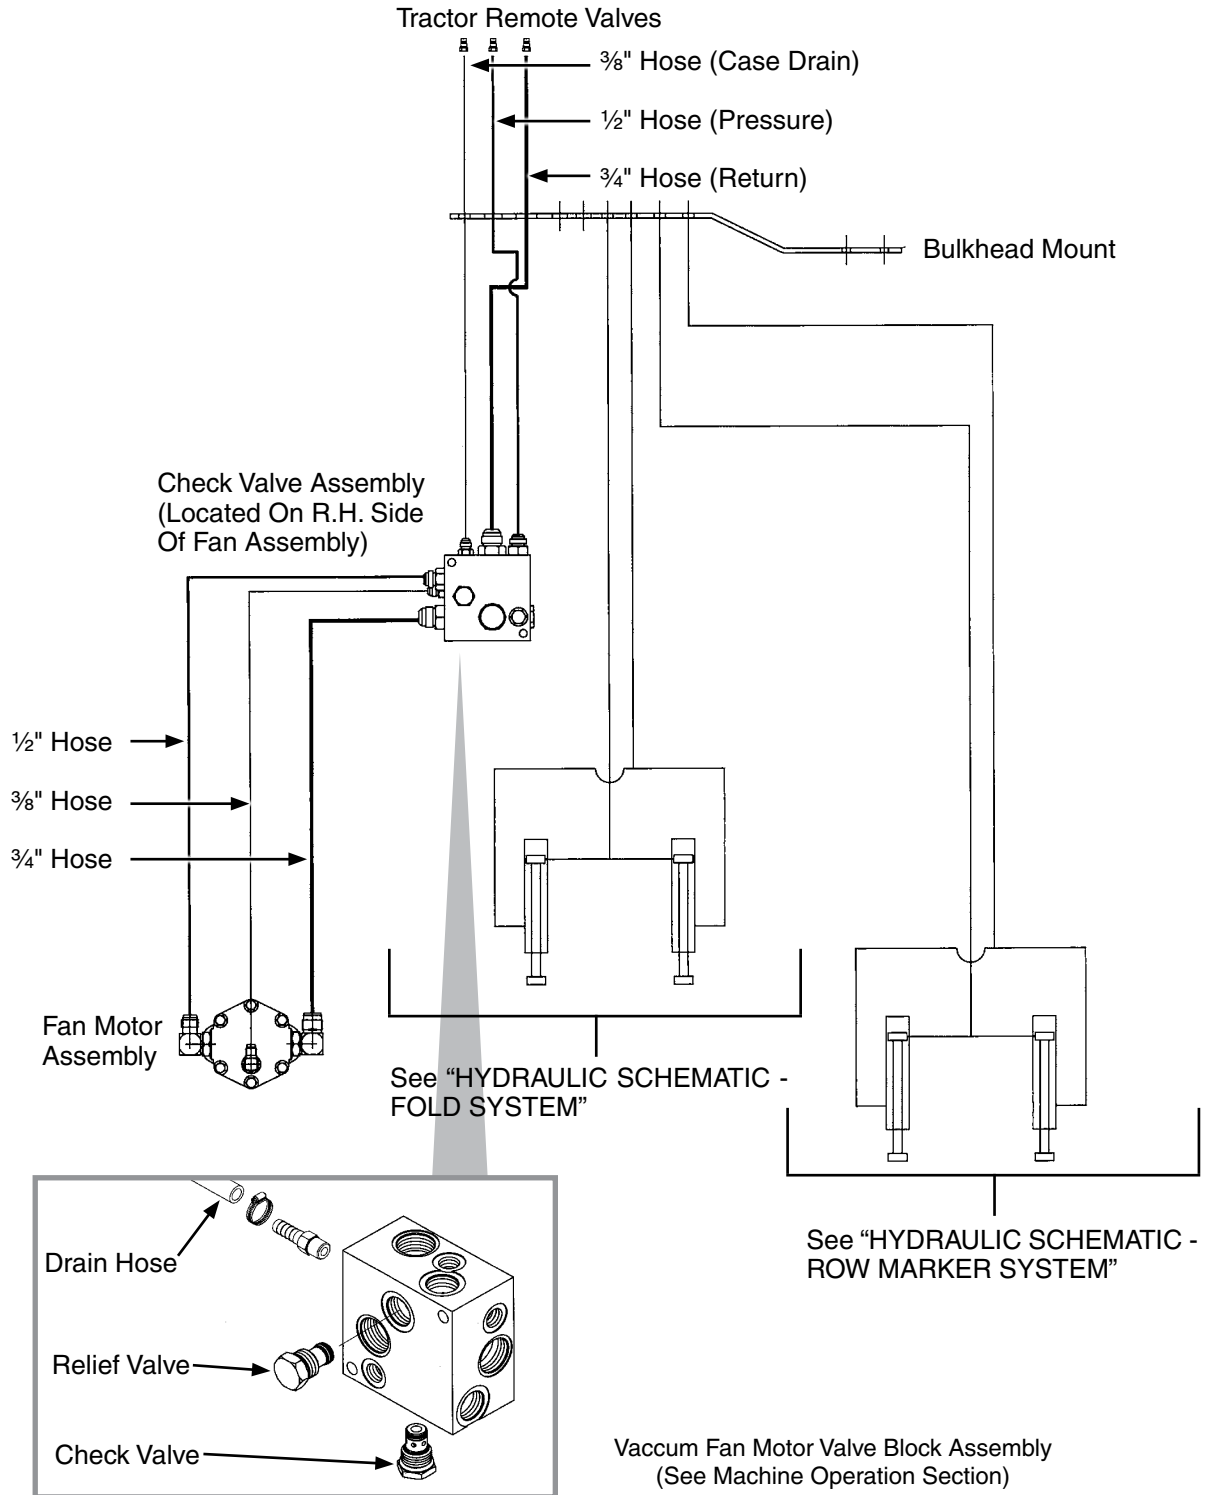 Tractor Remote Valves
⅜" Hose (Case Drain)
½" Hose (Pressure)
¾" Hose (Return)
Bulkhead Mount
Check Valve Assembly
(Located On R.H. Side
Of Fan Assembly)
½" Hose
⅜" Hose
¾" Hose
Fan Motor
Assembly
See “HYDRAULIC SCHEMATIC -
FOLD SYSTEM”
See “HYDRAULIC SCHEMATIC -
ROW MARKER SYSTEM”
Drain Hose
Relief Valve
Check Valve
Vaccum Fan Motor Valve Block Assembly
(See Machine Operation Section)